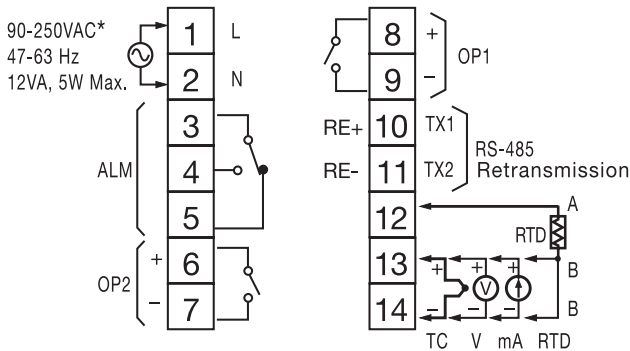 90-250VAC*
47-63 Hz
12VA, 5W Max.
1 L
2 N
3
ALM 4
5
OP2 + 6
− 7
8 + OP1
9 −
RE+ 10 TX1
RE- 11 TX2
RS-485
Retransmission
12 A
RTD
13 + + + B
V
14 − − − B
TC V mA RTD